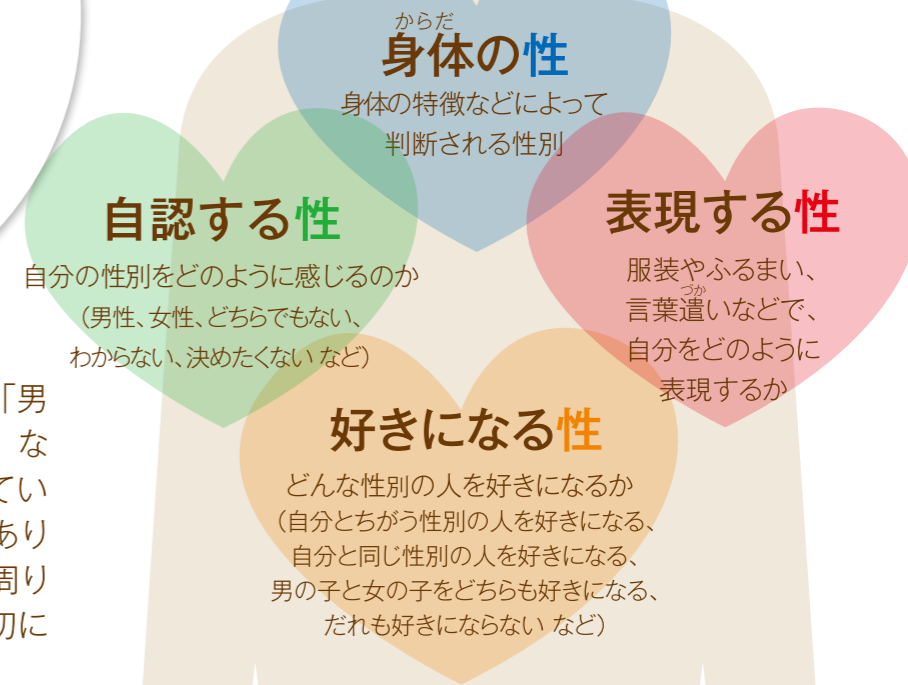 からだ
身体の性
身体の特徴などによって
判断される性別
自認する性
自分の性別をどのように感じるのか
（男性、女性、どちらでもない、
わからない、決めたくない など）
表現する性
服装やふるまい、
づか
言葉遣いなどで、
自分をどのように
表現するか
好きになる性
どんな性別の人を好きになるか
（自分とちがう性別の人を好きになる、
自分と同じ性別の人を好きになる、
男の子と女の子をどちらも好きになる、
だれも好きにならない など）
「男
な
てい
あり
周り
切に